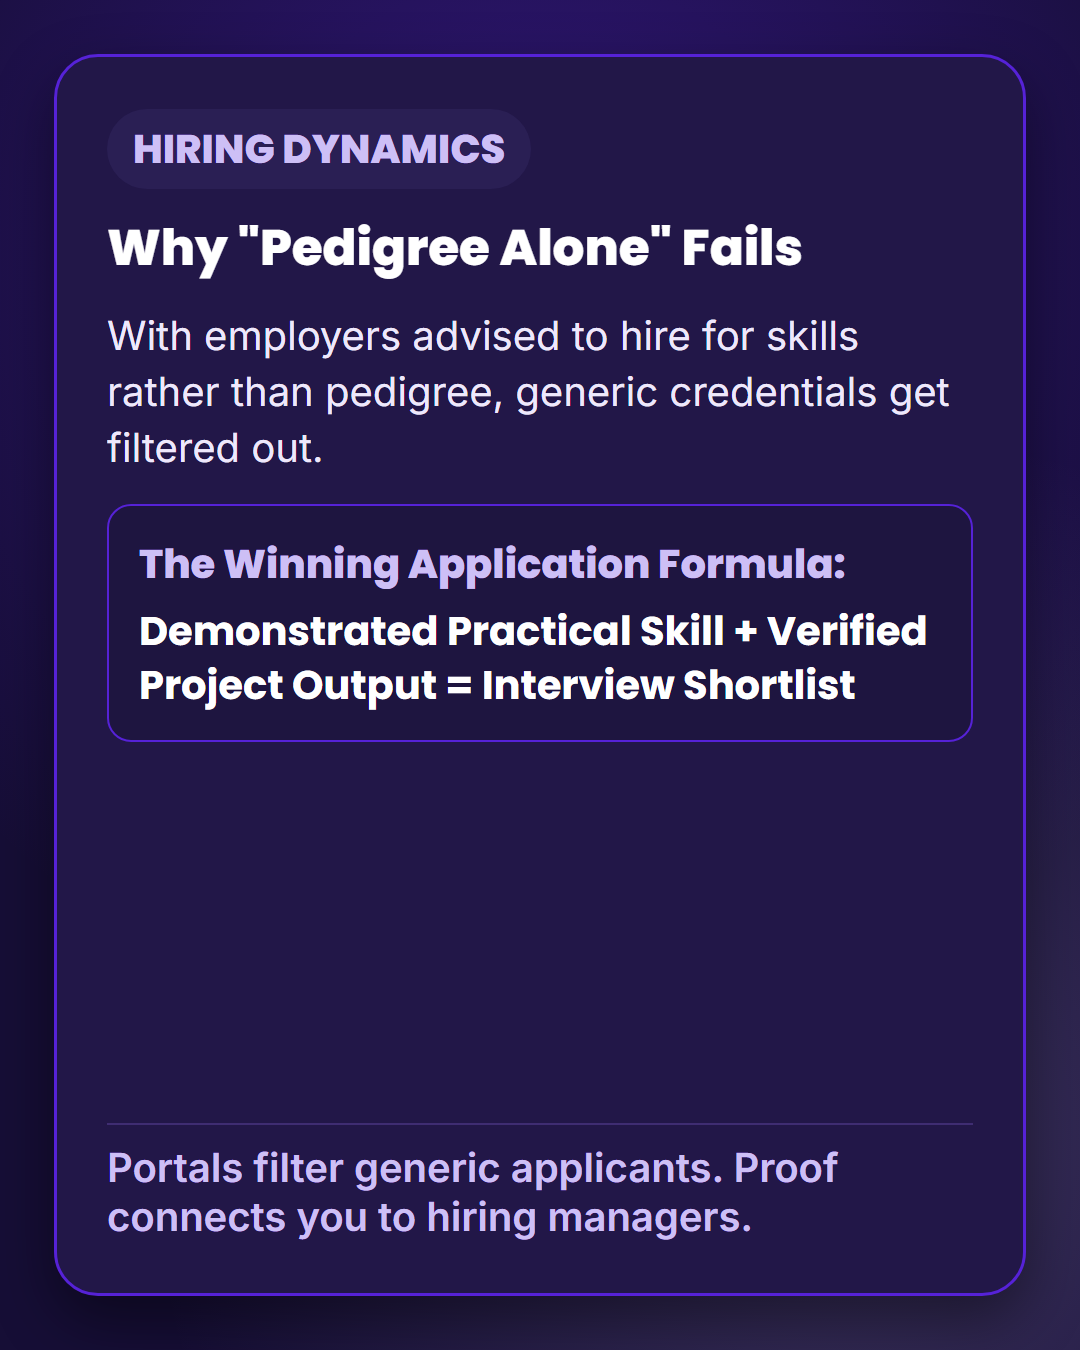 HIRING DYNAMICS
Why "Pedigree Alone" Fails
With employers advised to hire for skills
rather than pedigree, generic credentials get
filtered out.
The Winning Application Formula:
Demonstrated Practical Skill + Verified
Project Output = Interview Shortlist
Portals filter generic applicants. Proof
connects you to hiring managers.